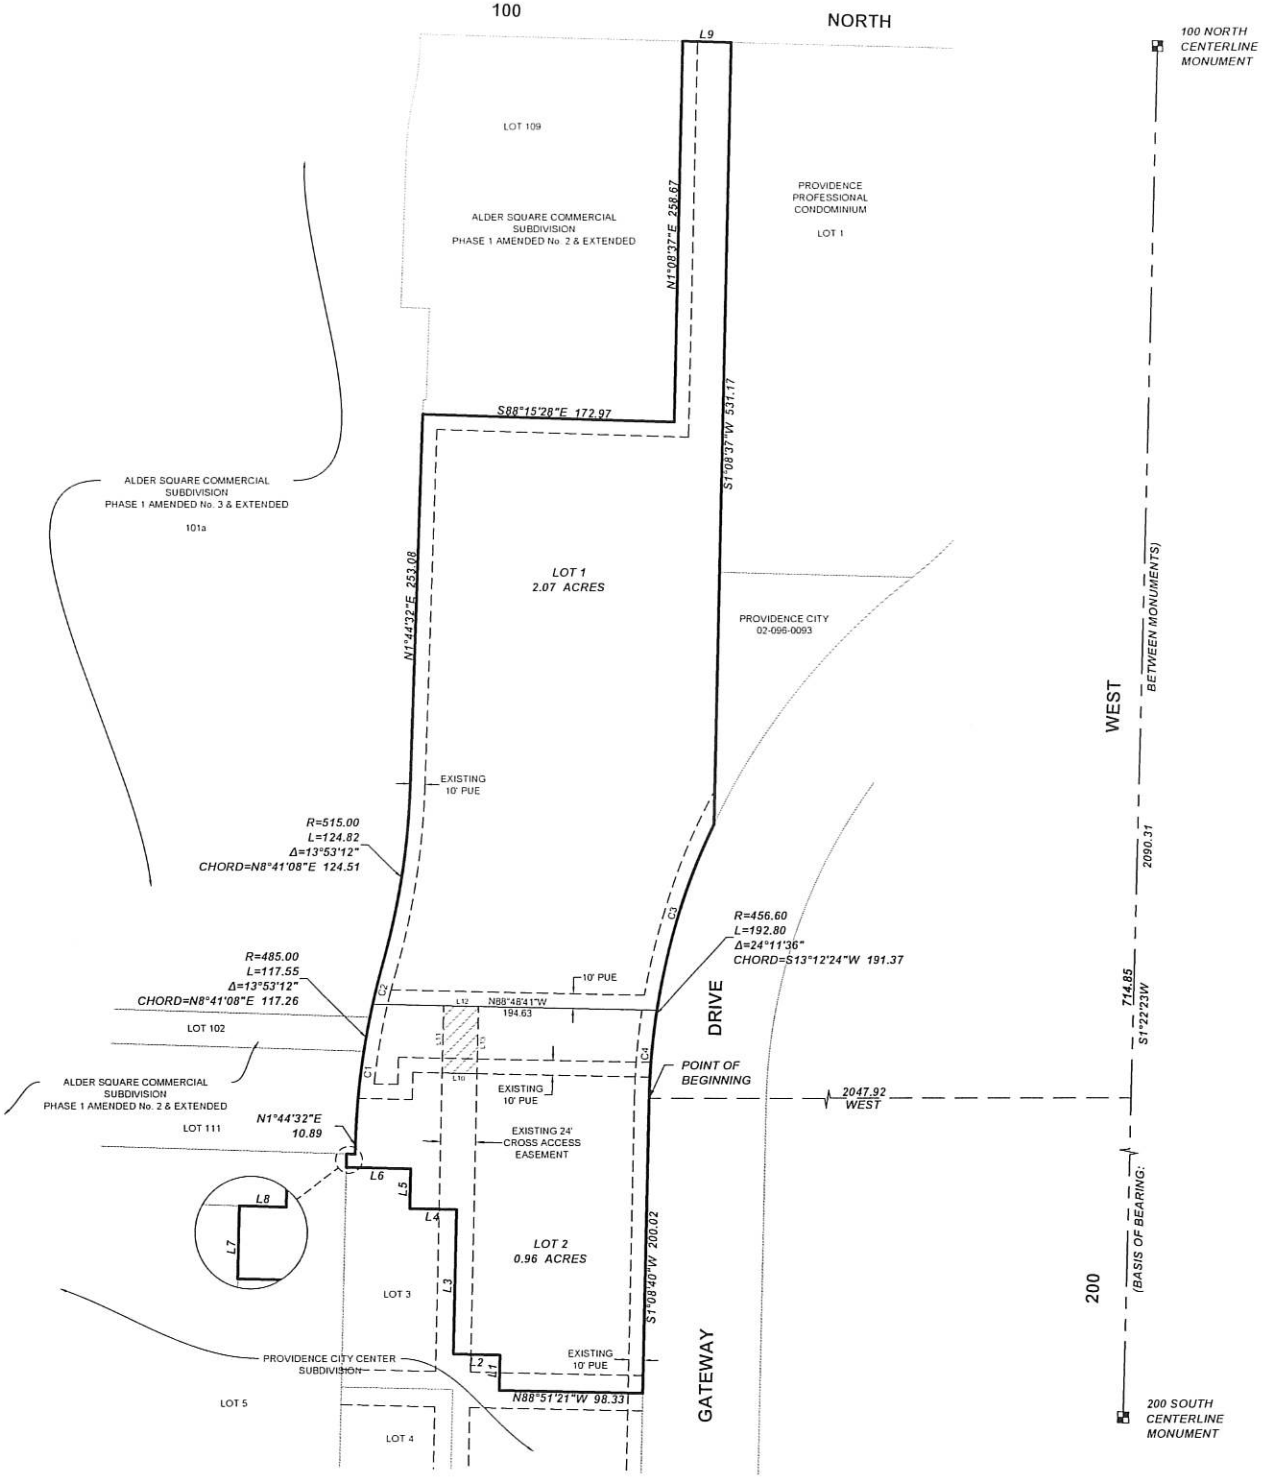 100
NORTH
L9
100 NORTH
CENTERLINE
MONUMENT
LOT 109
ALDER SQUARE COMMERCIAL
SUBDIVISION
PHASE 1 AMENDED No. 2 & EXTENDED
N1°08'37"E 258.67
PROVIDENCE
PROFESSIONAL
CONDOMINIUM
LOT 1
S88°15'28"E 172.97
S1°08'37"W 531.17
ALDER SQUARE COMMERCIAL
SUBDIVISION
PHASE 1 AMENDED No. 3 & EXTENDED
101a
N1°44'32"E 253.08
LOT 1
2.07 ACRES
PROVIDENCE CITY
02-096-0093
BETWEEN MONUMENTS)
WEST
2090.31
EXISTING
10' PUE
R=515.00
L=124.82
Δ=13°53'12"
CHORD=N8°41'08"E 124.51
C3
R=456.60
L=192.80
Δ=24°11'36"
CHORD=S13°12'24"W 191.37
R=485.00
L=117.55
Δ=13°53'12"
CHORD=N8°41'08"E 117.26
C2
10' PUE
L12
N88°48'41"W
194.63
DRIVE
714.85
S1°22'23W
LOT 102
C1
L10
C4
EXISTING
10' PUE
POINT OF
BEGINNING
2047.92
WEST
ALDER SQUARE COMMERCIAL
SUBDIVISION
PHASE 1 AMENDED No. 2 & EXTENDED
LOT 111
N1°44'32"E
10.89
EXISTING 24'
CROSS ACCESS
EASEMENT
L6
L5
L4
L8
L7
L3
LOT 2
0.96 ACRES
S1°08'40"W 200.02
(BASIS OF BEARING:
200
LOT 3
PROVIDENCE CITY CENTER
SUBDIVISION
L2
L1
EXISTING
10' PUE
N88°51'21"W 98.33
GATEWAY
LOT 5
LOT 4
200 SOUTH
CENTERLINE
MONUMENT